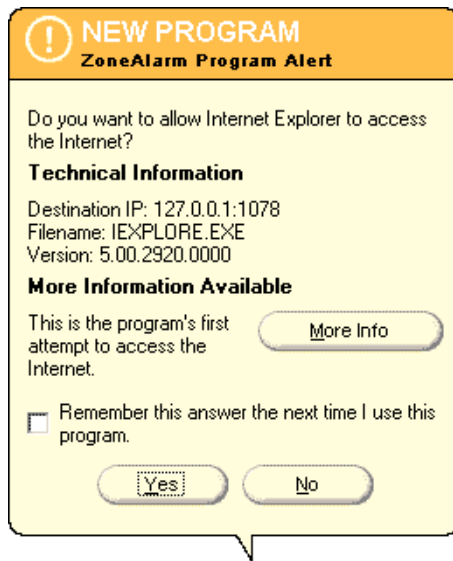 NEW PROGRAM
ZoneAlarm Program Alert
Do you want to allow Internet Explorer to access
the Internet?
Technical Information
Destination IP: 127.0.0.1:1078
Filename: IEXPLORE.EXE
Version: 5.00.2920.0000
More Information Available
This is the program's first
attempt to access the
Internet.
More Info
Remember this answer the next time I use this
program.
Yes
No